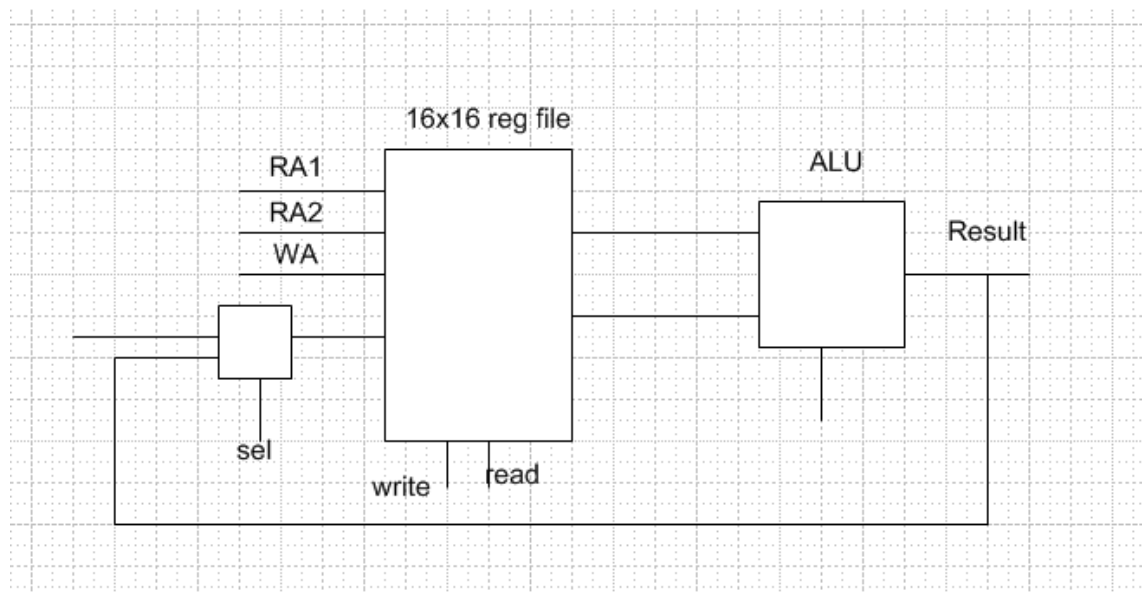 16x16 reg file
RA1
ALU
RA2
Result
WA
sel
write
read